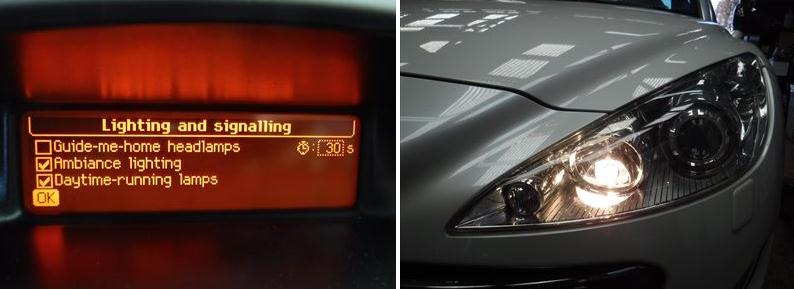 Lighting and signalling
Guide-me-home headlamps : 30 s
Ambiance lighting
Daytime-running lamps
OK